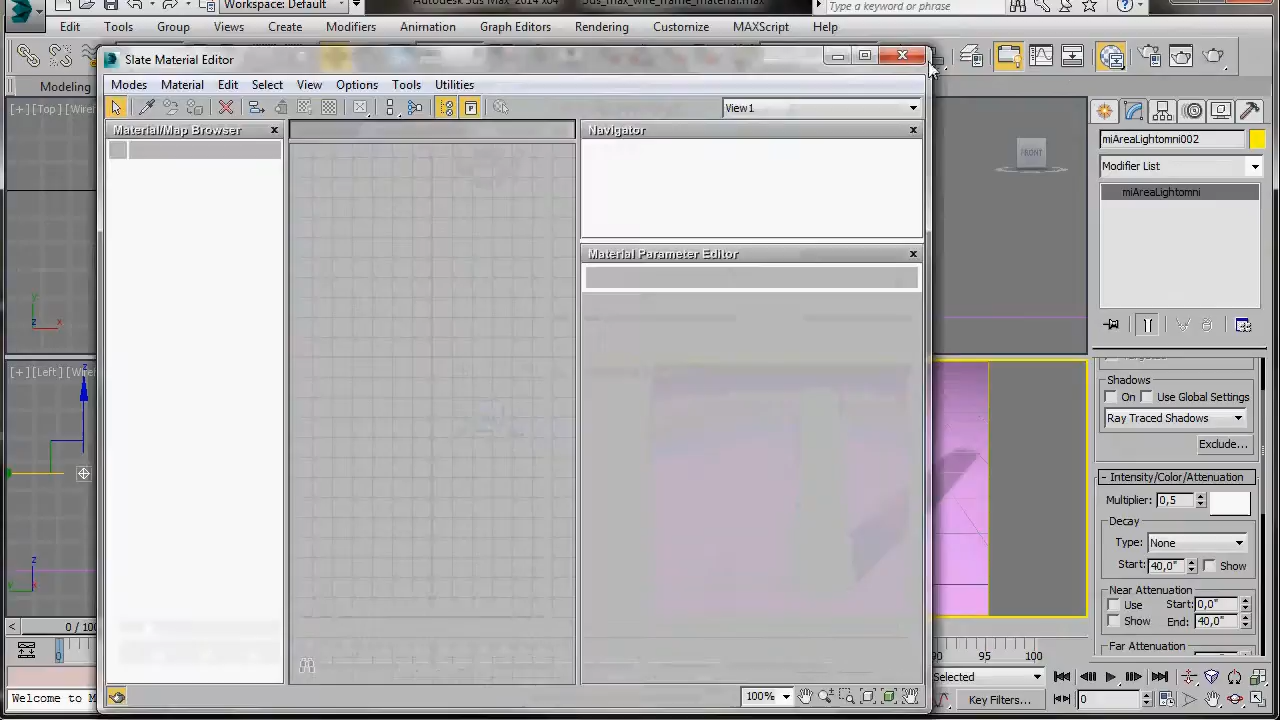 Workspace: Default
Autodesk 3ds Max 2014 x64 3ds_max_wire_frame_material.max
Type a keyword or phrase
Edit Tools Group Views Create Modifiers Animation Graph Editors Rendering Customize MAXScript Help
Slate Material Editor
Modes Material Edit Select View Options Tools Utilities
View1
Modeling
Material/Map Browser
Navigator
Material Parameter Editor
[+] [Top]
[+] [Left]
FRONT
miAreaLightomni002
Modifier List
miAreaLightomni
Shadows
On Use Global Settings
Ray Traced Shadows
Exclude...
- Intensity/Color/Attenuation
Multiplier: 0,5
Decay
Type: None
Start: 40,0" Show
Near Attenuation
Use Start: 0,0"
Show End: 40,0"
Far Attenuation
y
x
z
z
z
y
x
< 0 / 100
0
90 95 100
Welcome to M
100%
Selected
Key Filters...
0